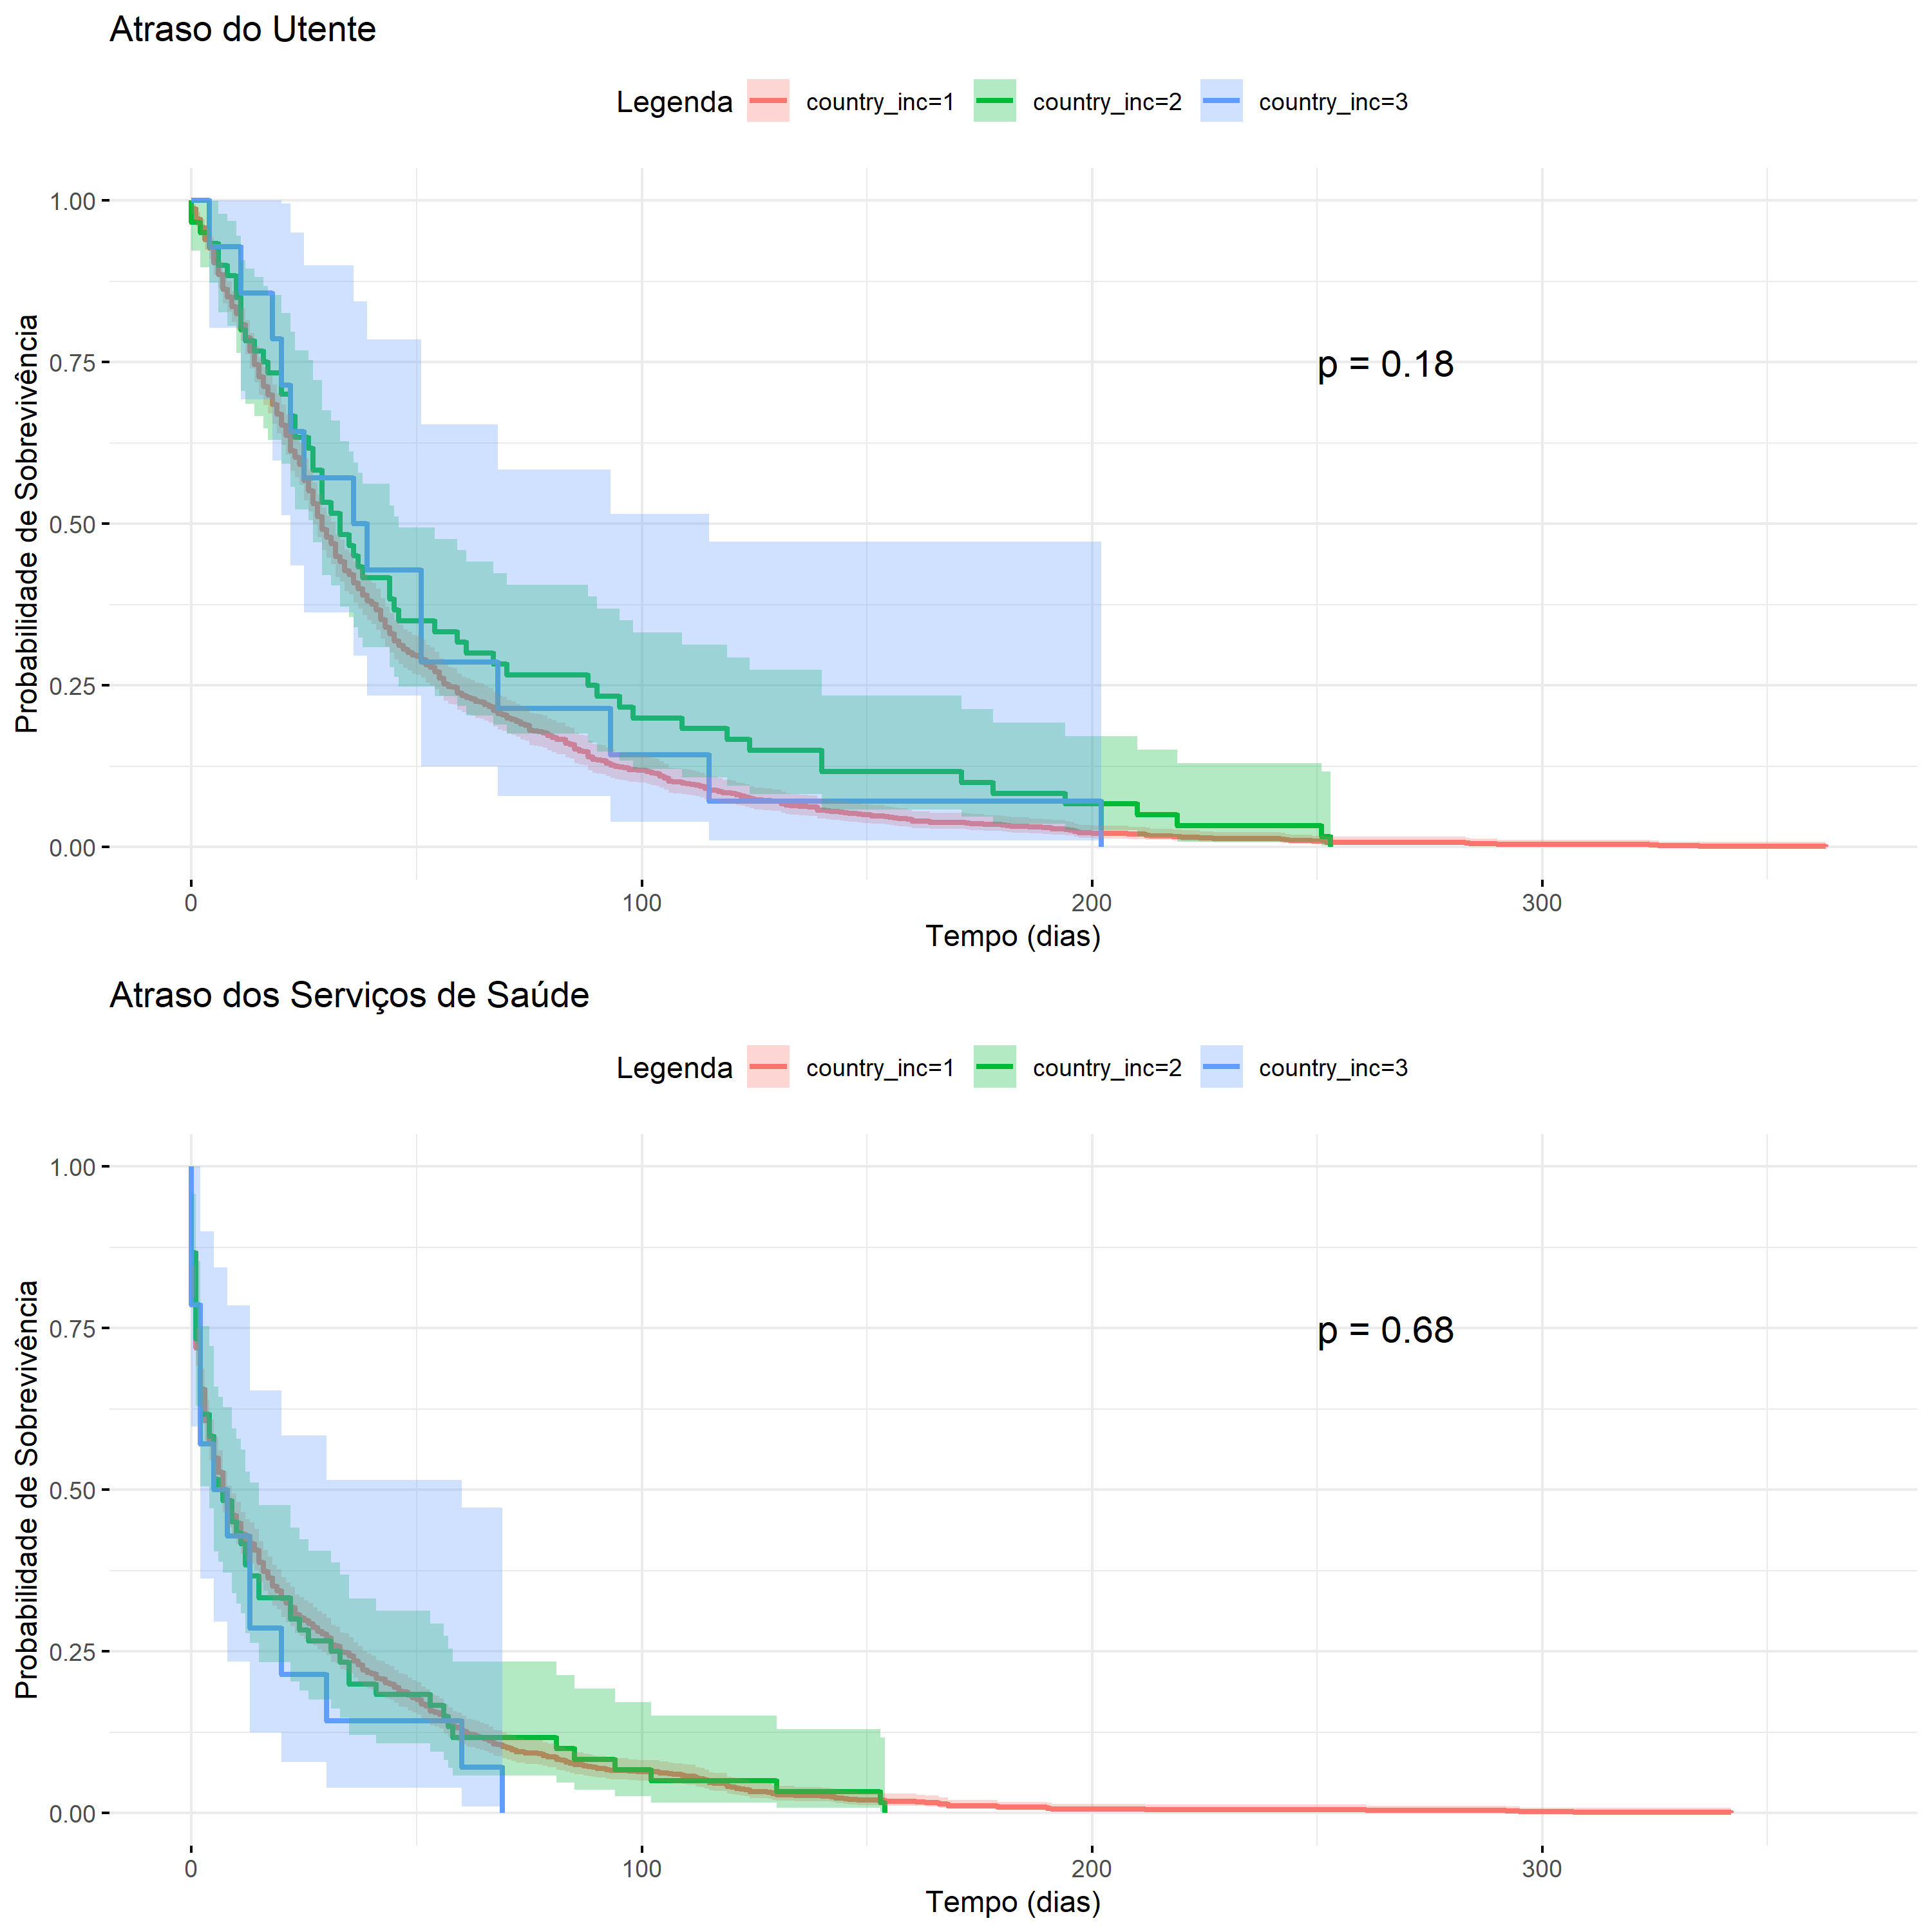 Atraso do Utente
Legenda country_inc=1 country_inc=2 country_inc=3
Probabilidade de Sobrevivência
1.00
0.75
0.50
0.25
0.00
p = 0.18
0 100 200 300
Tempo (dias)
Atraso dos Serviços de Saúde
Legenda country_inc=1 country_inc=2 country_inc=3
Probabilidade de Sobrevivência
1.00
0.75
0.50
0.25
0.00
p = 0.68
0 100 200 300
Tempo (dias)